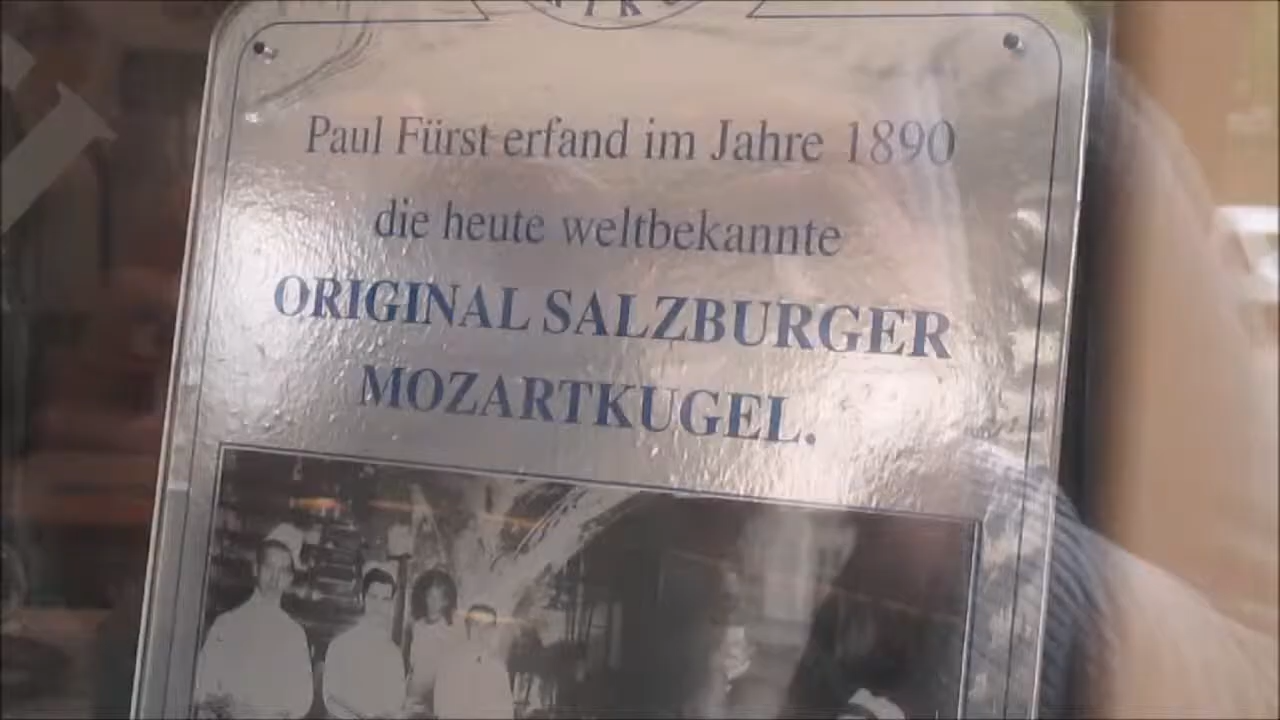 Paul Fürst erfand im Jahre 1890
die heute weltbekannte
ORIGINAL SALZBURGER
MOZARTKUGEL.